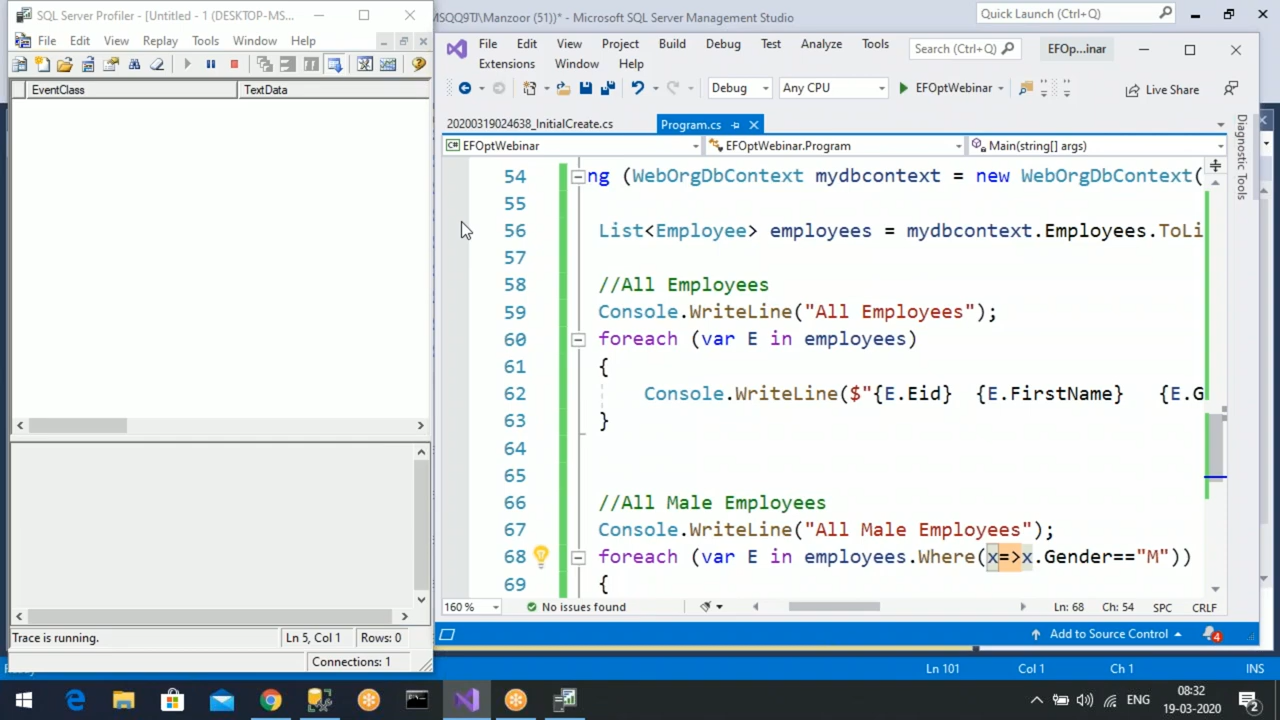 SQL Server Profiler - [Untitled - 1 (DESKTOP-MS...
MSQQ9TJ\Manzoor (51))* - Microsoft SQL Server Management Studio
Quick Launch (Ctrl+Q)
File Edit View Replay Tools Window Help
File Edit View Project Build Debug Test Analyze Tools
Search (Ctrl+Q)
EFOp...inar
Extensions Window Help
Debug
Any CPU
EFOptWebinar
Live Share
EventClass
TextData
20200319024638_InitialCreate.cs
Program.cs
EFOptWebinar
EFOptWebinar.Program
Main(string[] args)
Diagnostic Tools
54 ng (WebOrgDbContext mydbcontext = new WebOrgDbContext(
55
56 List<Employee> employees = mydbcontext.Employees.ToLi
57
58 //All Employees
59 Console.WriteLine("All Employees");
60 foreach (var E in employees)
61 {
62 Console.WriteLine($"{E.Eid} {E.FirstName} {E.G
63 }
64
65
66 //All Male Employees
67 Console.WriteLine("All Male Employees");
68 foreach (var E in employees.Where(x=>x.Gender=="M"))
69 {
160 %
No issues found
Ln: 68 Ch: 54 SPC CRLF
Trace is running.
Ln 5, Col 1
Rows: 0
Add to Source Control
4
Connections: 1
Ln 101 Col 1 Ch 1 INS
ENG
08:32
19-03-2020
2